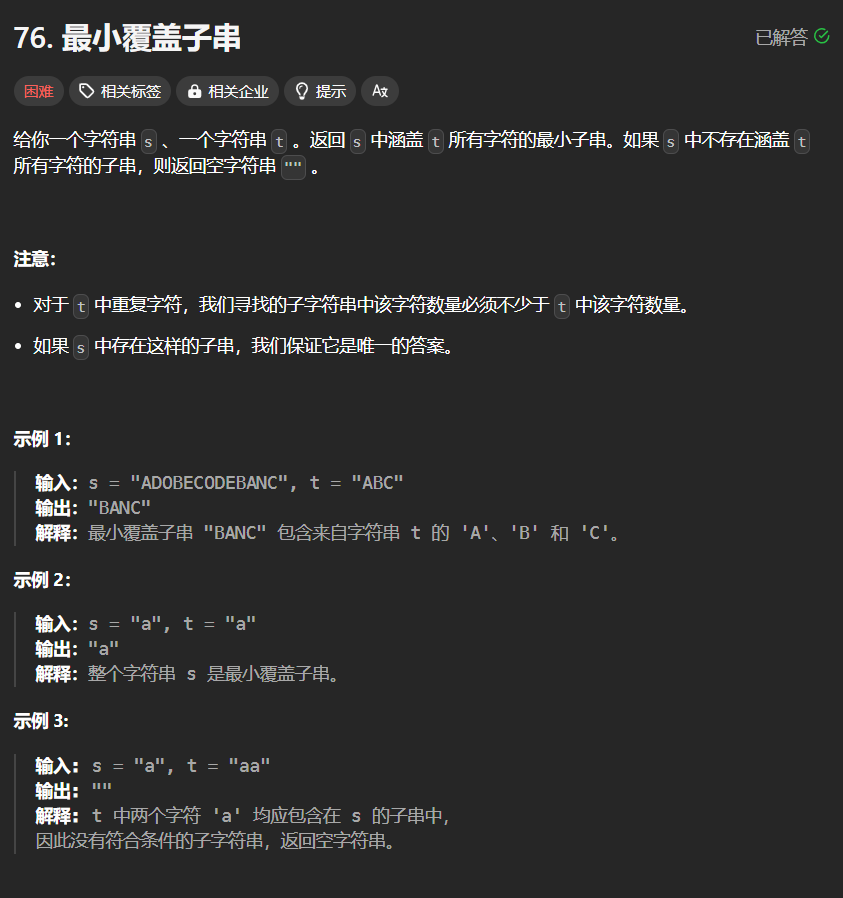 76. 最小覆盖子串
已解答
困难 相关标签 相关企业 提示
给你一个字符串 s 、一个字符串 t 。返回 s 中涵盖 t 所有字符的最小子串。如果 s 中不存在涵盖 t
所有字符的子串，则返回空字符串 "" 。
注意：
• 对于 t 中重复字符，我们寻找的子字符串中该字符数量必须不少于 t 中该字符数量。
• 如果 s 中存在这样的子串，我们保证它是唯一的答案。
示例 1：
输入：s = "ADOBECODEBANC", t = "ABC"
输出："BANC"
解释：最小覆盖子串 "BANC" 包含来自字符串 t 的 'A'、'B' 和 'C'。
示例 2：
输入：s = "a", t = "a"
输出："a"
解释：整个字符串 s 是最小覆盖子串。
示例 3:
输入: s = "a", t = "aa"
输出: ""
解释: t 中两个字符 'a' 均应包含在 s 的子串中，
因此没有符合条件的子字符串，返回空字符串。